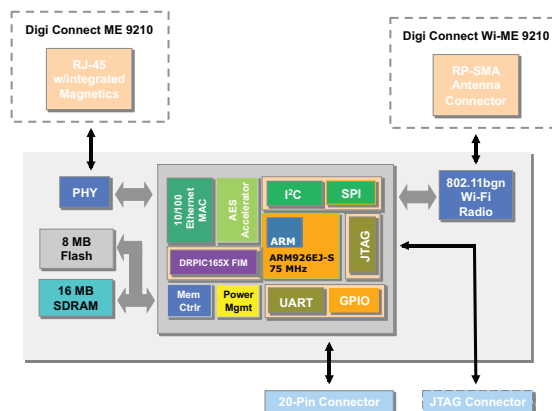 Digi Connect ME 9210
RJ-45
w/integrated
Magnetics
Digi Connect Wi-ME 9210
RP-SMA
Antenna
Connector
PHY
8 MB
Flash
16 MB
SDRAM
10/100
Ethernet
MAC
AES
Accelerator
I²C
SPI
ARM
ARM926EJ-S
75 MHz
JTAG
DRPIC165X FIM
Mem
Ctrlr
Power
Mgmt
UART
GPIO
802.11bgn
Wi-Fi
Radio
20-Pin Connector
JTAG Connector